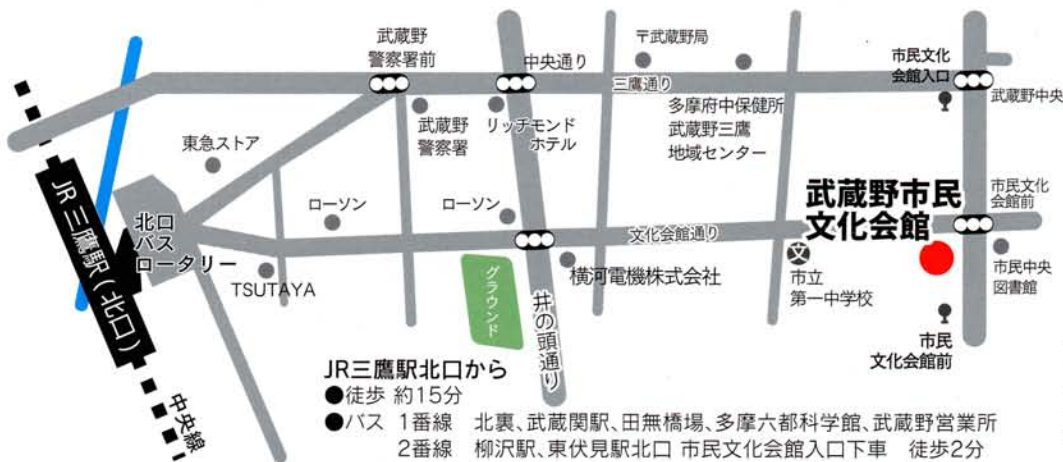 武蔵野
警察署前
中央通り
〒武蔵野局
三鷹通り
市民文化
会館入口
武蔵野中央
東急ストア
武蔵野
警察署
リッチモンド
ホテル
多摩府中保健所
武蔵野三鷹
地域センター
JR三鷹駅(北口)
北口
バス
ロータリー
ローソン
ローソン
文化会館通り
武蔵野市民
文化会館
市民文化
会館前
TSUTAYA
グラウンド
横河電機株式会社
文
市立
第一中学校
市民中央
図書館
井の頭通り
市民
文化会館前
中央線
JR三鷹駅北口から
●徒歩 約15分
●バス 1番線 北裏、武蔵関駅、田無橋場、多摩六都科学館、武蔵野営業所
2番線 柳沢駅、東伏見駅北口 市民文化会館入口下車 徒歩2分